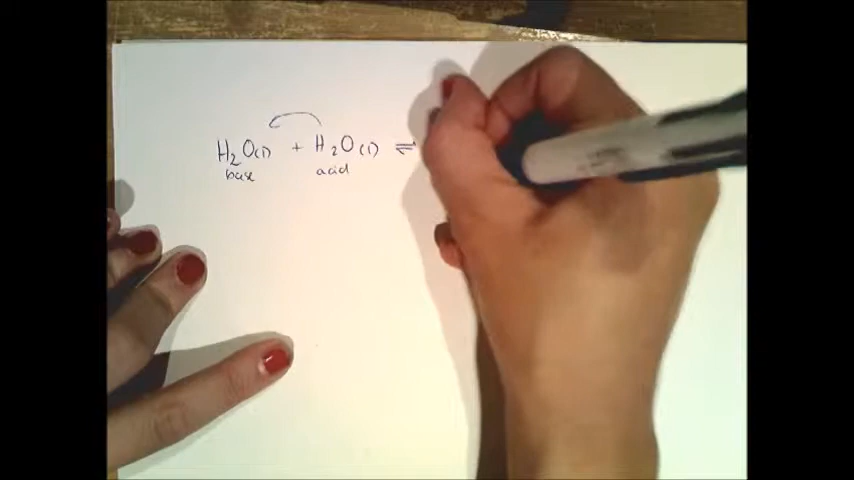 H₂O(l) + H₂O(l) ⇌
base acid